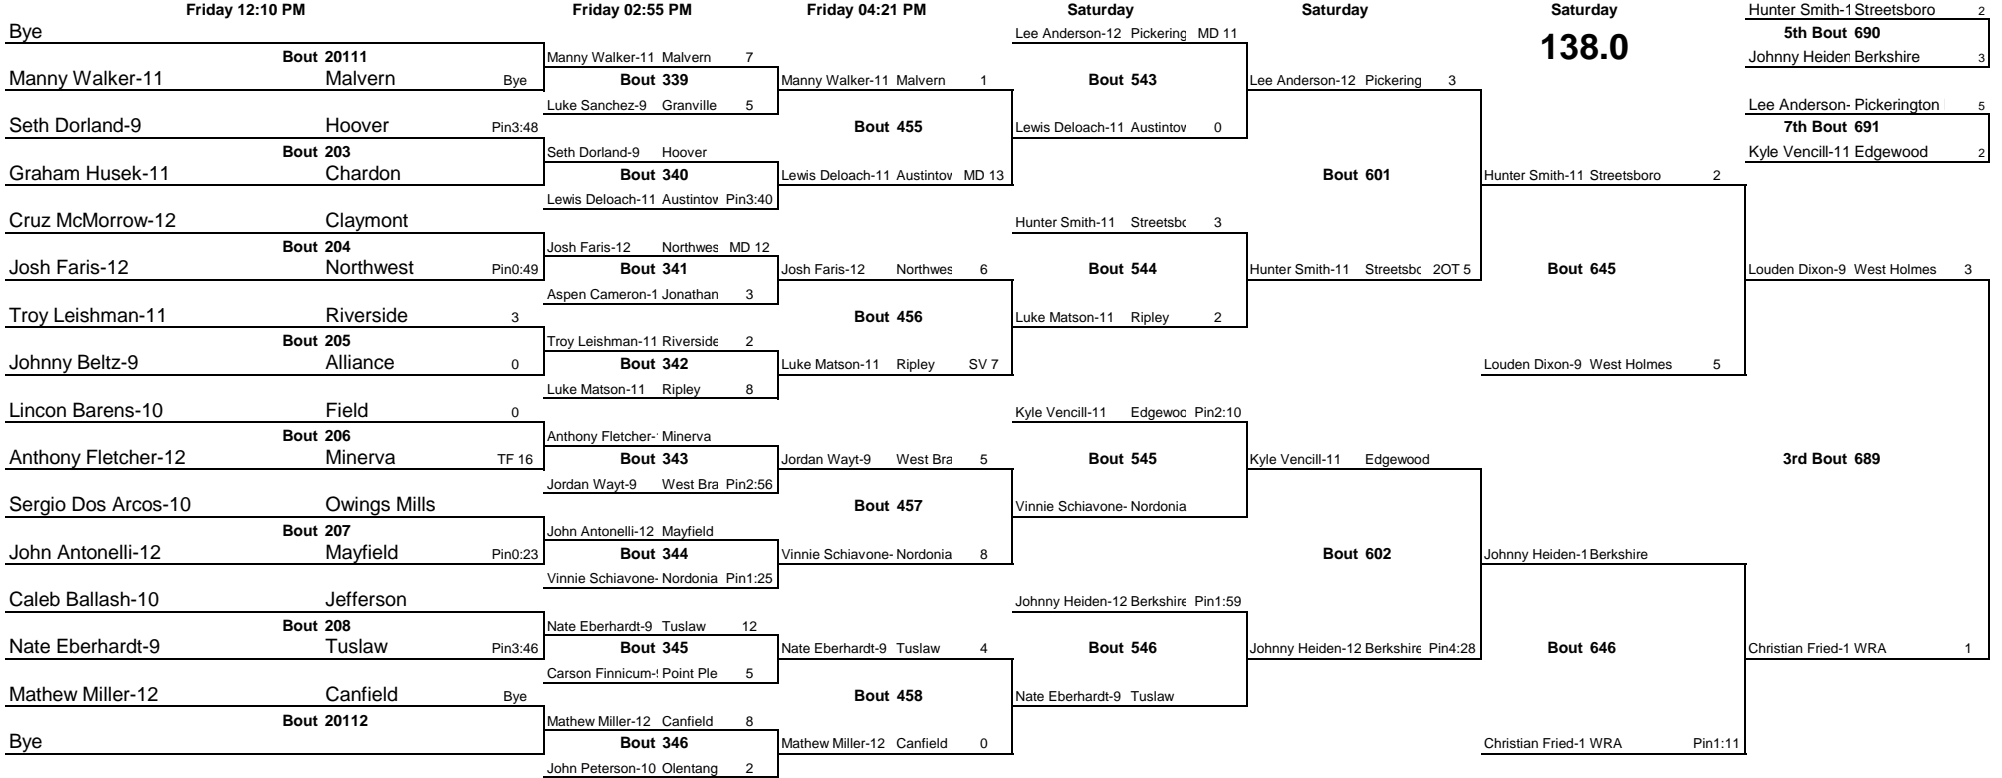 Friday 12:10 PM
Friday 02:55 PM
Friday 04:21 PM
Saturday
Saturday
Saturday
138.0
Bye
Bout 20111
Manny Walker-11 Malvern Bye
Seth Dorland-9 Hoover Pin3:48
Bout 203
Graham Husek-11 Chardon
Cruz McMorrow-12 Claymont
Bout 204
Josh Faris-12 Northwest Pin0:49
Troy Leishman-11 Riverside 3
Bout 205
Johnny Beltz-9 Alliance 0
Lincon Barens-10 Field 0
Bout 206
Anthony Fletcher-12 Minerva TF 16
Sergio Dos Arcos-10 Owings Mills
Bout 207
John Antonelli-12 Mayfield Pin0:23
Caleb Ballash-10 Jefferson
Bout 208
Nate Eberhardt-9 Tuslaw Pin3:46
Mathew Miller-12 Canfield Bye
Bout 20112
Bye
Manny Walker-11 Malvern 7
Bout 339
Luke Sanchez-9 Granville 5
Seth Dorland-9 Hoover
Bout 340
Lewis Deloach-11 Austintow Pin3:40
Josh Faris-12 Northwes MD 12
Bout 341
Aspen Cameron-1 Jonathan 3
Troy Leishman-11 Riverside 2
Bout 342
Luke Matson-11 Ripley 8
Anthony Fletcher- Minerva
Bout 343
Jordan Wayt-9 West Bra Pin2:56
John Antonelli-12 Mayfield
Bout 344
Vinnie Schiavone- Nordonia Pin1:25
Nate Eberhardt-9 Tuslaw 12
Bout 345
Carson Finnicum-9 Point Ple 5
Mathew Miller-12 Canfield 8
Bout 346
John Peterson-10 Olentang 2
Manny Walker-11 Malvern 1
Bout 455
Lewis Deloach-11 Austintow MD 13
Josh Faris-12 Northwes 6
Bout 456
Luke Matson-11 Ripley SV 7
Jordan Wayt-9 West Bra 5
Bout 457
Vinnie Schiavone- Nordonia 8
Nate Eberhardt-9 Tuslaw 4
Bout 458
Mathew Miller-12 Canfield 0
Lee Anderson-12 Pickering MD 11
Bout 543
Lewis Deloach-11 Austintow 0
Hunter Smith-11 Streetsbo 3
Bout 544
Luke Matson-11 Ripley 2
Kyle Vencill-11 Edgewoo Pin2:10
Bout 545
Vinnie Schiavone- Nordonia
Johnny Heiden-12 Berkshire Pin1:59
Bout 546
Nate Eberhardt-9 Tuslaw
Lee Anderson-12 Pickering 3
Bout 601
Hunter Smith-11 Streetsbo 2OT 5
Kyle Vencill-11 Edgewood
Bout 602
Johnny Heiden-12 Berkshire Pin4:28
Hunter Smith-11 Streetsboro 2
Bout 645
Louden Dixon-9 West Holmes 5
Johnny Heiden-1 Berkshire
Bout 646
Christian Fried-1 WRA Pin1:11
Louden Dixon-9 West Holmes 3
3rd Bout 689
Christian Fried-1 WRA 1
Hunter Smith-1 Streetsboro 2
5th Bout 690
Johnny Heiden Berkshire 3
Lee Anderson- Pickerington 5
7th Bout 691
Kyle Vencill-11 Edgewood 2